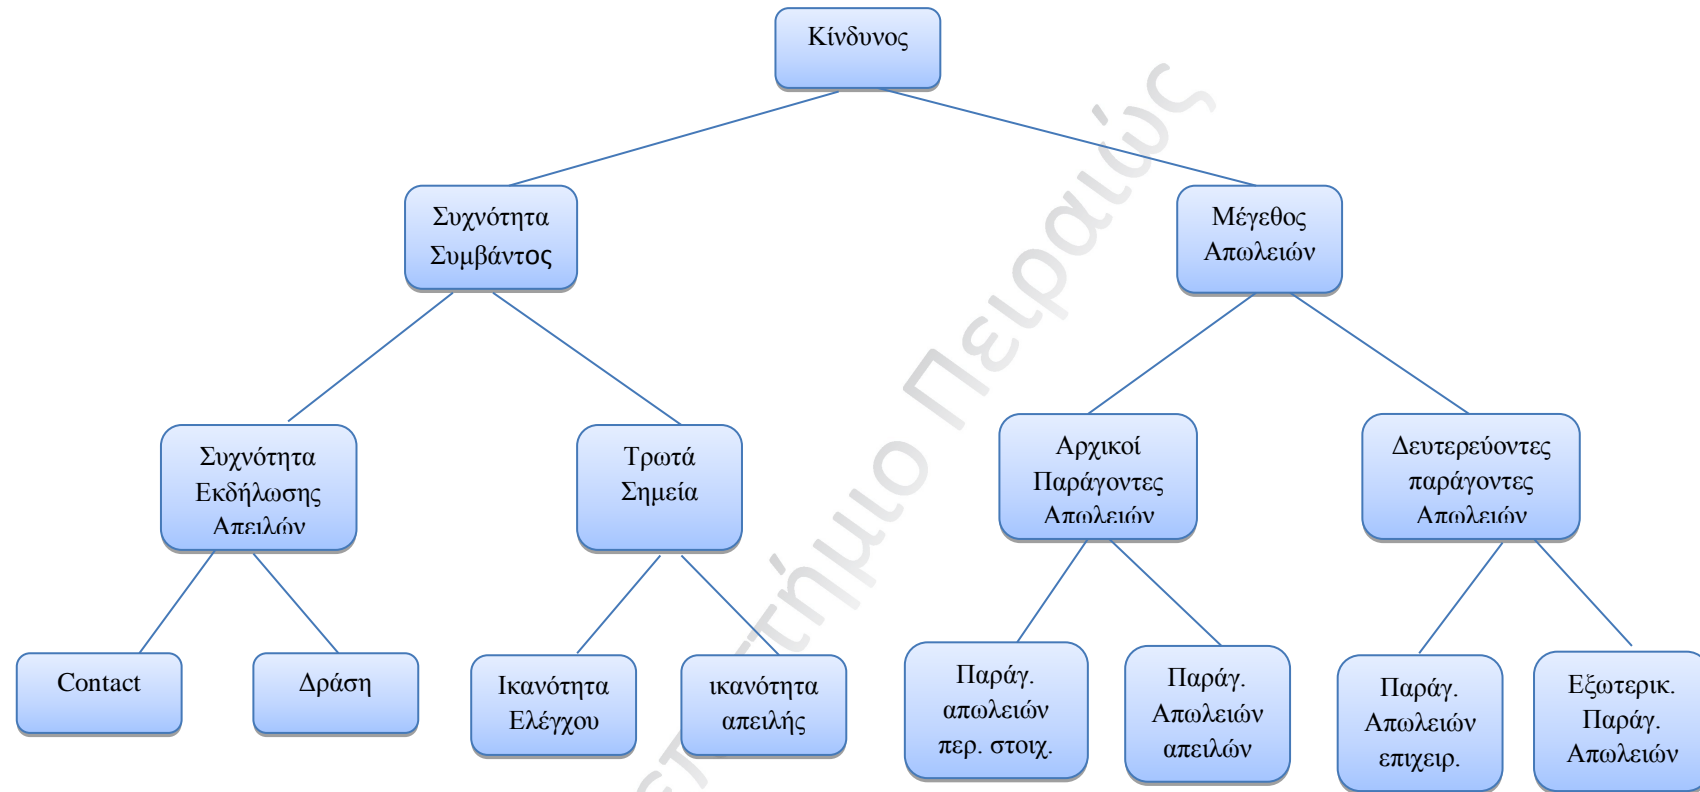 Κίνδυνος
Συχνότητα
Συμβάντος
Μέγεθος
Απωλειών
Συχνότητα
Εκδήλωσης
Απειλών
Τρωτά
Σημεία
Αρχικοί
Παράγοντες
Απωλειών
Δευτερεύοντες
παράγοντες
Απωλειών
Contact
Δράση
Ικανότητα
Ελέγχου
ικανότητα
απειλής
Παράγ.
απωλειών
περ. στοιχ.
Παράγ.
Απωλειών
απειλών
Παράγ.
Απωλειών
επιχειρ.
Εξωτερικ.
Παράγ.
Απωλειών
Πειραιώς